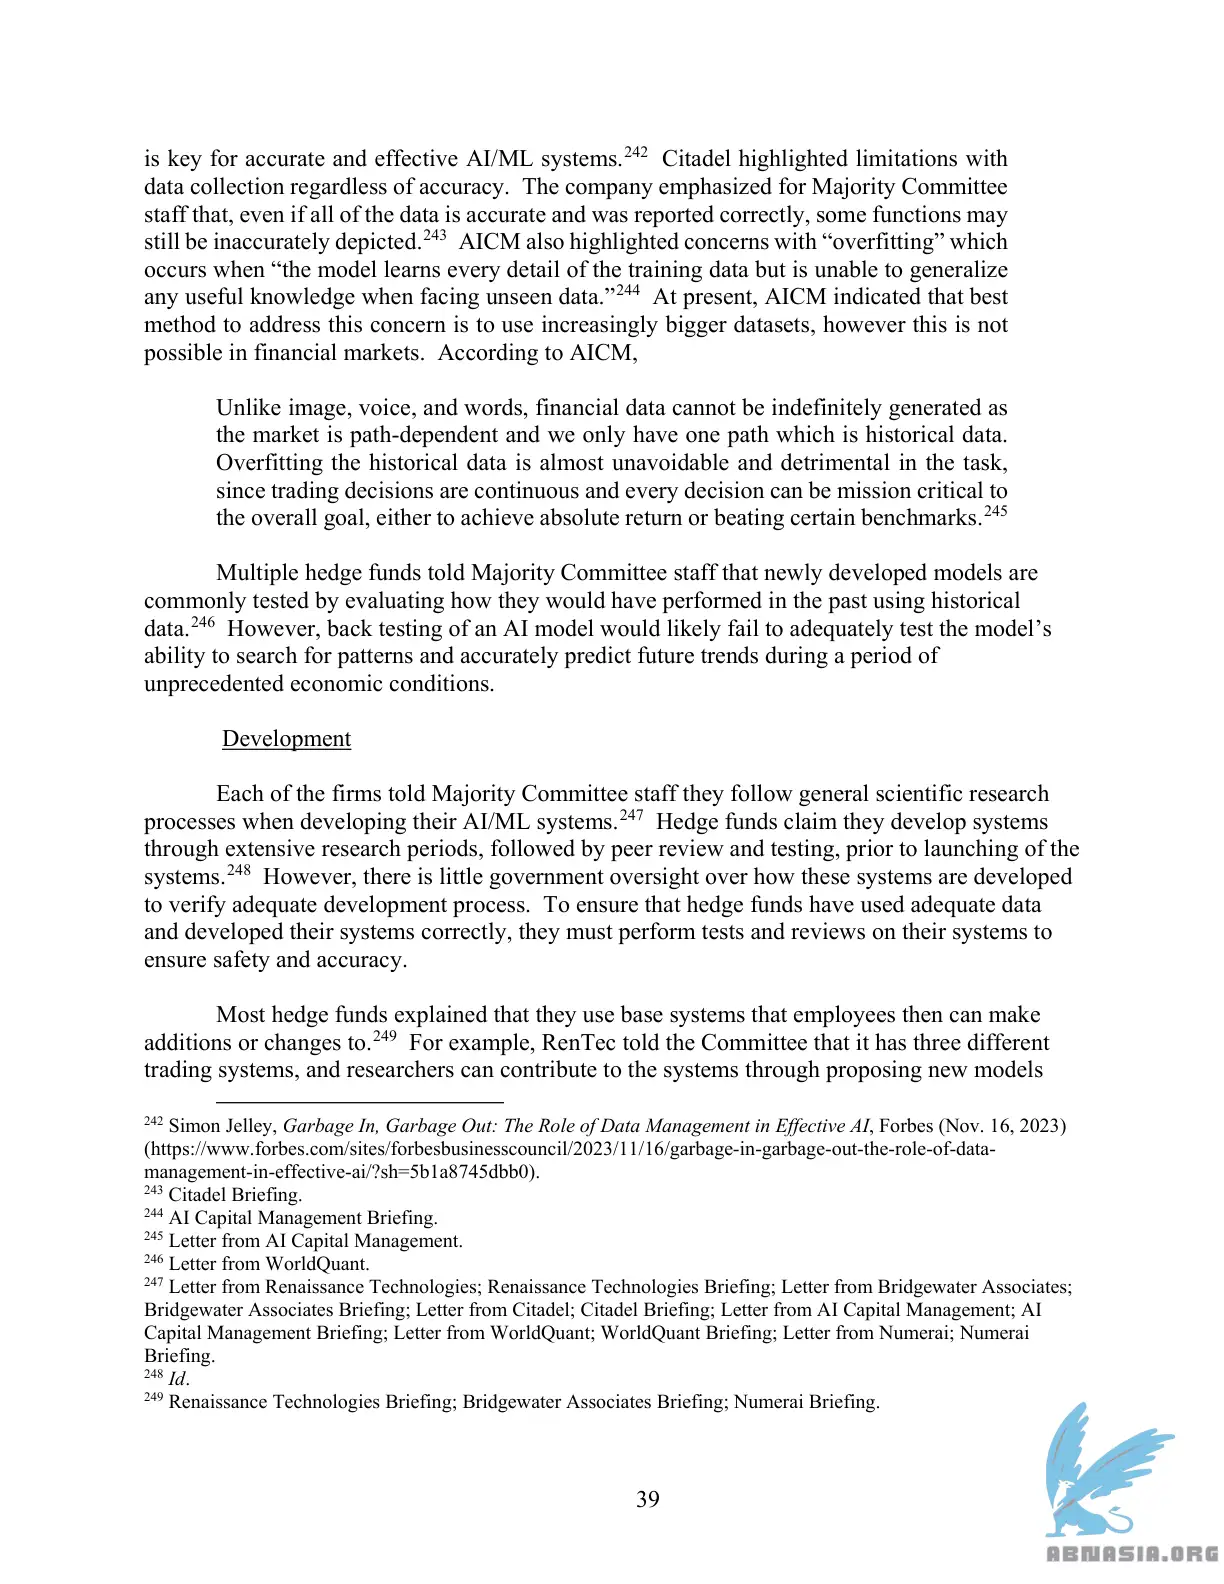 is key for accurate and effective AI/ML systems.242  Citadel highlighted limitations with
data collection regardless of accuracy.  The company emphasized for Majority Committee
staff that, even if all of the data is accurate and was reported correctly, some functions may
still be inaccurately depicted.243  AICM also highlighted concerns with “overfitting” which
occurs when “the model learns every detail of the training data but is unable to generalize
any useful knowledge when facing unseen data.”244  At present, AICM indicated that best
method to address this concern is to use increasingly bigger datasets, however this is not
possible in financial markets.  According to AICM,
Unlike image, voice, and words, financial data cannot be indefinitely generated as
the market is path-dependent and we only have one path which is historical data.
Overfitting the historical data is almost unavoidable and detrimental in the task,
since trading decisions are continuous and every decision can be mission critical to
the overall goal, either to achieve absolute return or beating certain benchmarks.245
Multiple hedge funds told Majority Committee staff that newly developed models are
commonly tested by evaluating how they would have performed in the past using historical
data.246  However, back testing of an AI model would likely fail to adequately test the model’s
ability to search for patterns and accurately predict future trends during a period of
unprecedented economic conditions.
Development
Each of the firms told Majority Committee staff they follow general scientific research
processes when developing their AI/ML systems.247  Hedge funds claim they develop systems
through extensive research periods, followed by peer review and testing, prior to launching of the
systems.248  However, there is little government oversight over how these systems are developed
to verify adequate development process.  To ensure that hedge funds have used adequate data
and developed their systems correctly, they must perform tests and reviews on their systems to
ensure safety and accuracy.
Most hedge funds explained that they use base systems that employees then can make
additions or changes to.249  For example, RenTec told the Committee that it has three different
trading systems, and researchers can contribute to the systems through proposing new models
242 Simon Jelley, Garbage In, Garbage Out: The Role of Data Management in Effective AI, Forbes (Nov. 16, 2023)
(https://www.forbes.com/sites/forbesbusinesscouncil/2023/11/16/garbage-in-garbage-out-the-role-of-data-
management-in-effective-ai/?sh=5b1a8745dbb0).
243 Citadel Briefing.
244 AI Capital Management Briefing.
245 Letter from AI Capital Management.
246 Letter from WorldQuant.
247 Letter from Renaissance Technologies; Renaissance Technologies Briefing; Letter from Bridgewater Associates;
Bridgewater Associates Briefing; Letter from Citadel; Citadel Briefing; Letter from AI Capital Management; AI
Capital Management Briefing; Letter from WorldQuant; WorldQuant Briefing; Letter from Numerai; Numerai
Briefing.
248 Id.
249 Renaissance Technologies Briefing; Bridgewater Associates Briefing; Numerai Briefing.
39
ABNASIA.ORG